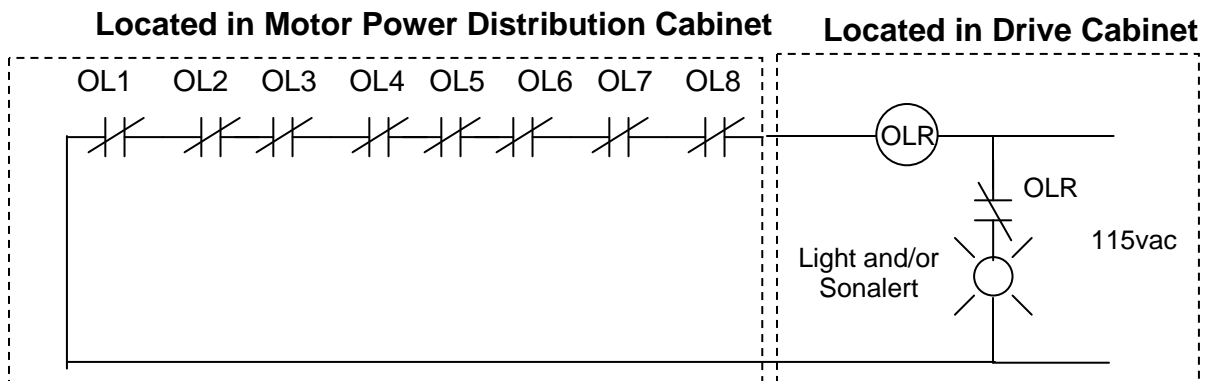 Located in Motor Power Distribution Cabinet
Located in Drive Cabinet
OL1 OL2 OL3 OL4 OL5 OL6 OL7 OL8
OLR
OLR
115vac
Light and/or
Sonalert